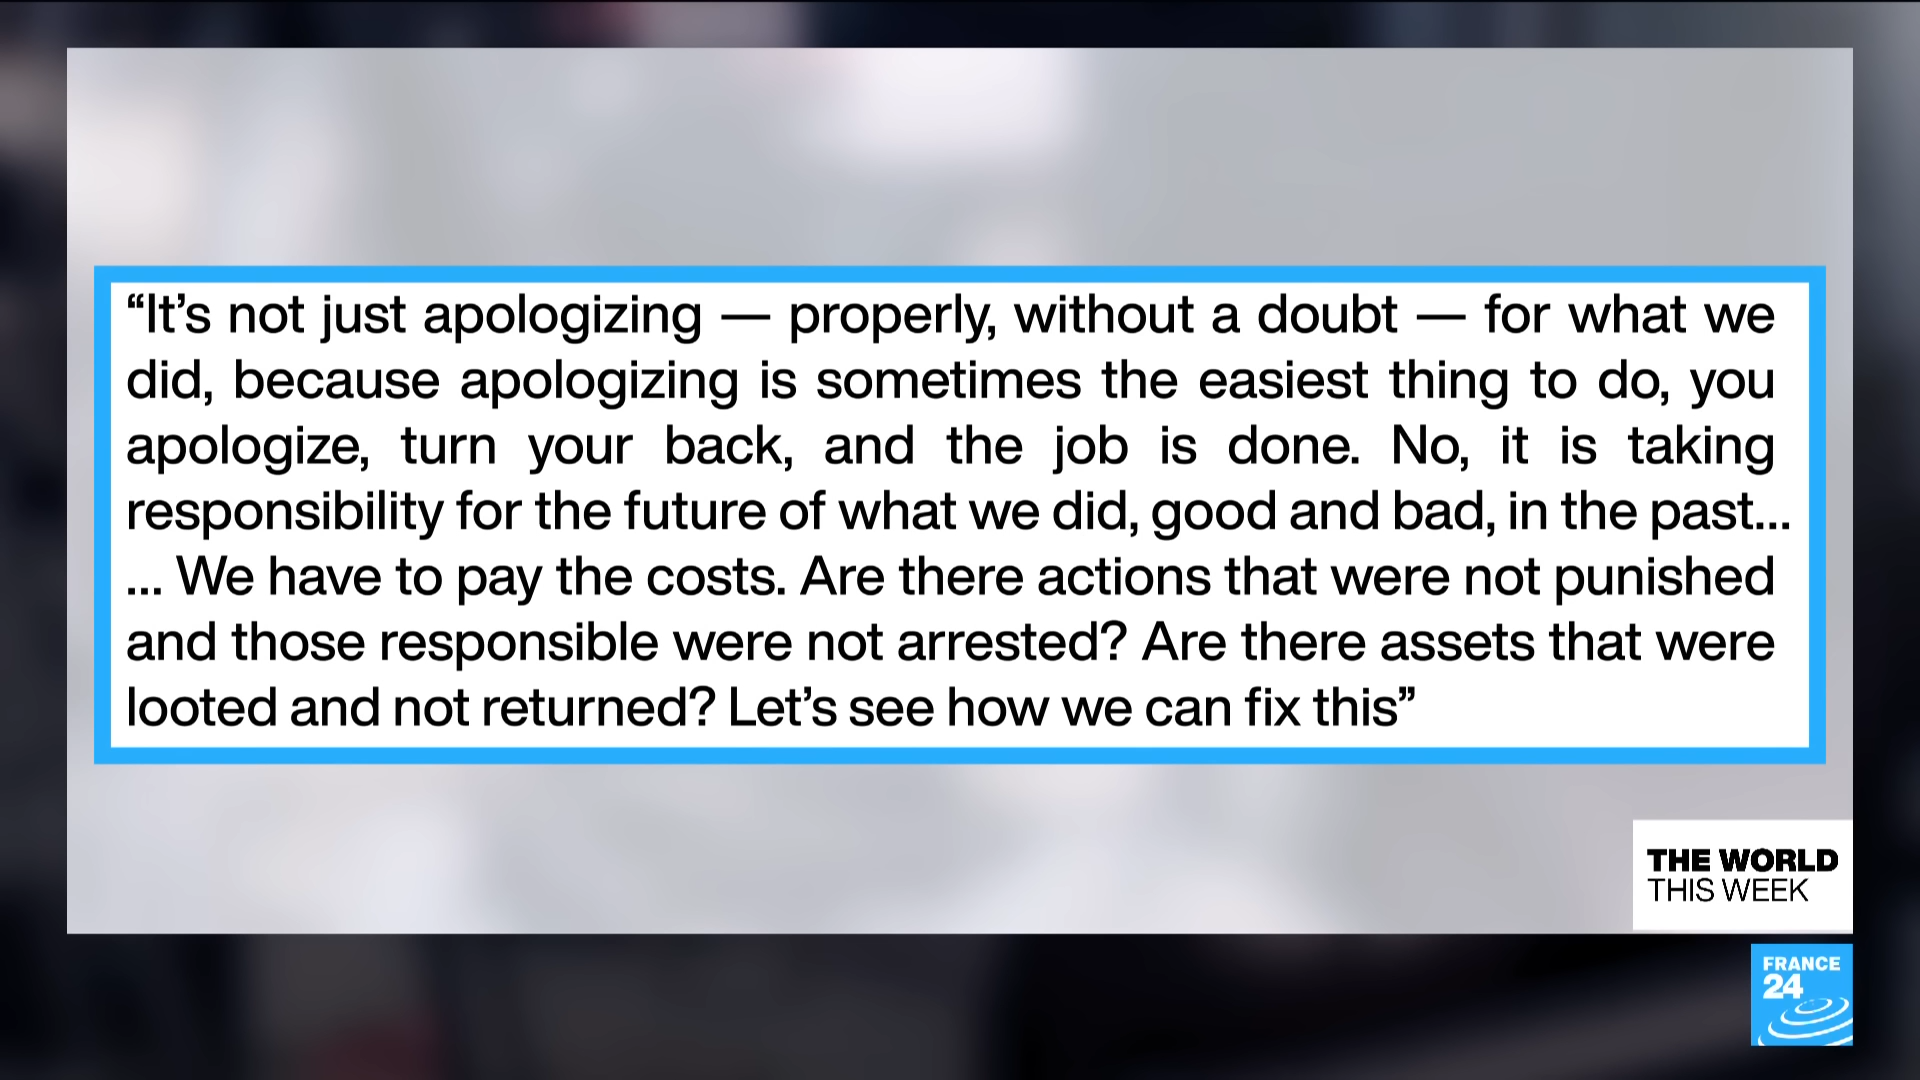 “It’s not just apologizing — properly, without a doubt — for what we
did, because apologizing is sometimes the easiest thing to do, you
apologize, turn your back, and the job is done. No, it is taking
responsibility for the future of what we did, good and bad, in the past...
... We have to pay the costs. Are there actions that were not punished
and those responsible were not arrested? Are there assets that were
looted and not returned? Let’s see how we can fix this”
THE WORLD
THIS WEEK
FRANCE
24